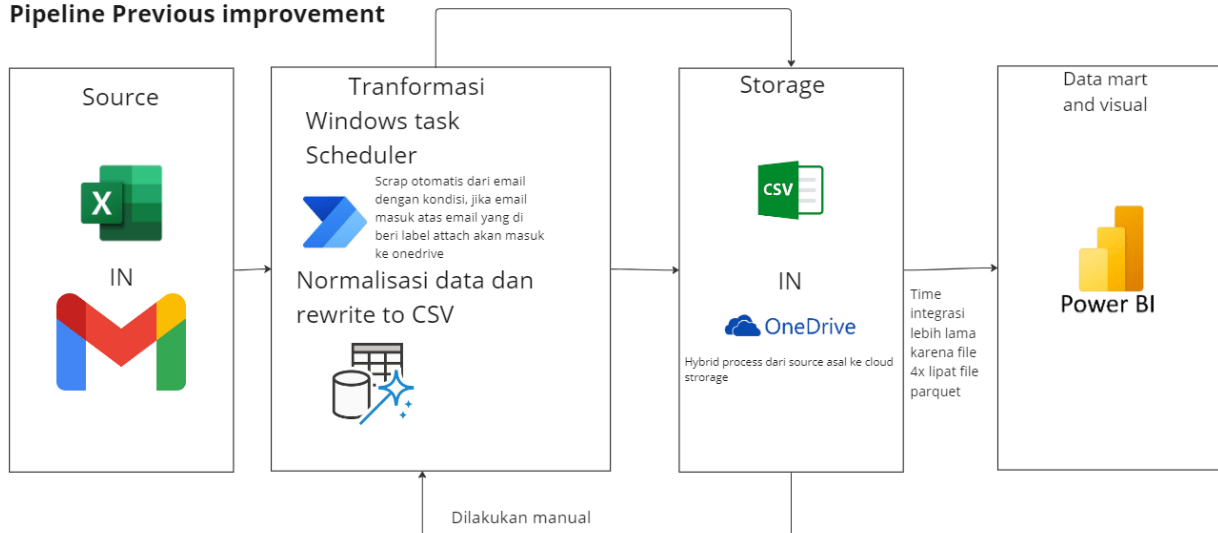 Pipeline Previous improvement
Source
X
IN
Tranformasi
Windows task
Scheduler
Scrap otomatis dari email
dengan kondisi, jika email
masuk atas email yang di
beri label attach akan masuk
ke onedrive
Normalisasi data dan
rewrite to CSV
Storage
CSV
IN
OneDrive
Hybrid process dari source asal ke cloud
strorage
Time
integrasi
lebih lama
karena file
4x lipat file
parquet
Data mart
and visual
Power BI
Dilakukan manual